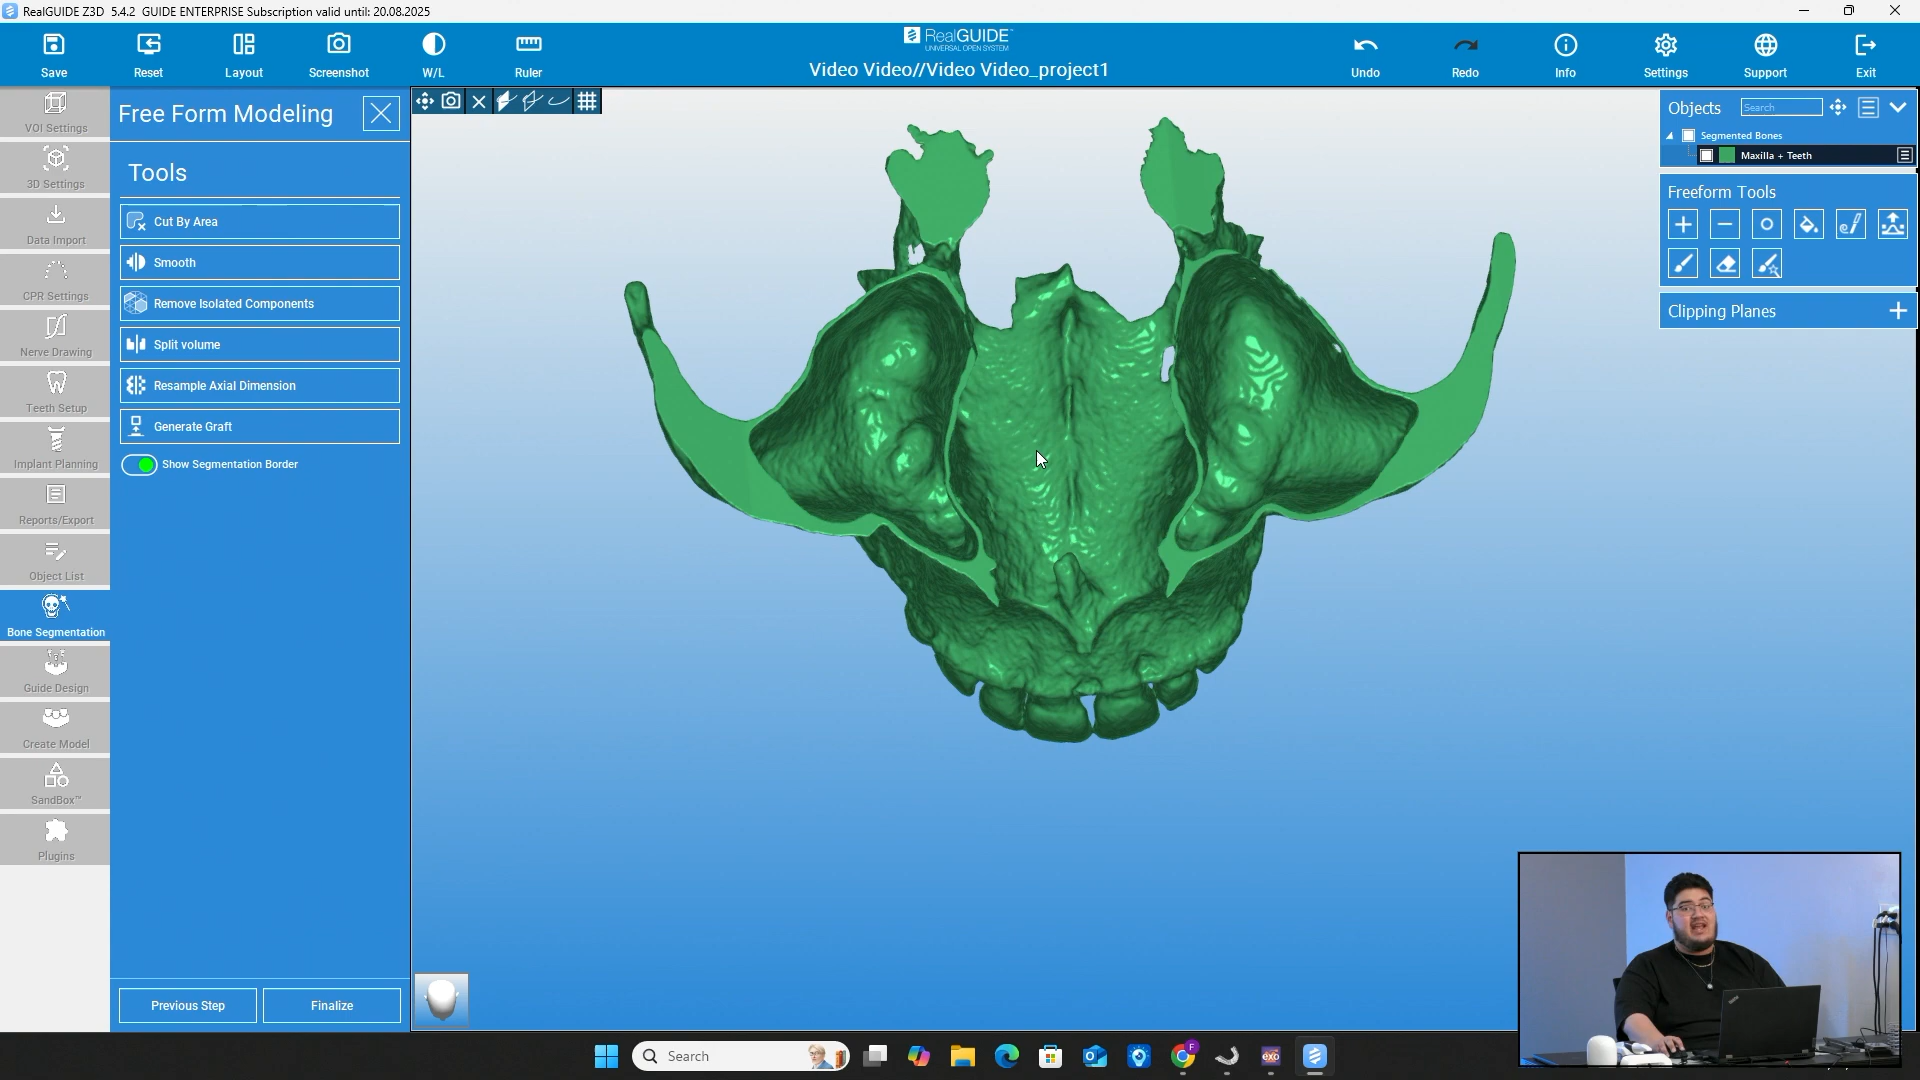 RealGUIDE Z3D 5.4.2 GUIDE ENTERPRISE Subscription valid until: 20.08.2025
Save
Reset
Layout
Screenshot
W/L
Ruler
RealGUIDE
UNIVERSAL OPEN SYSTEM
Video Video//Video Video_project1
Undo
Redo
Info
Settings
Support
Exit
VOI Settings
3D Settings
Data Import
CPR Settings
Nerve Drawing
Teeth Setup
Implant Planning
Reports/Export
Object List
Bone Segmentation
Guide Design
Create Model
SandBox™
Plugins
Free Form Modeling
Tools
Cut By Area
Smooth
Remove Isolated Components
Split volume
Resample Axial Dimension
Generate Graft
Show Segmentation Border
Previous Step
Finalize
Objects
Search
Segmented Bones
Maxilla + Teeth
Freeform Tools
Clipping Planes
Search
exo
F